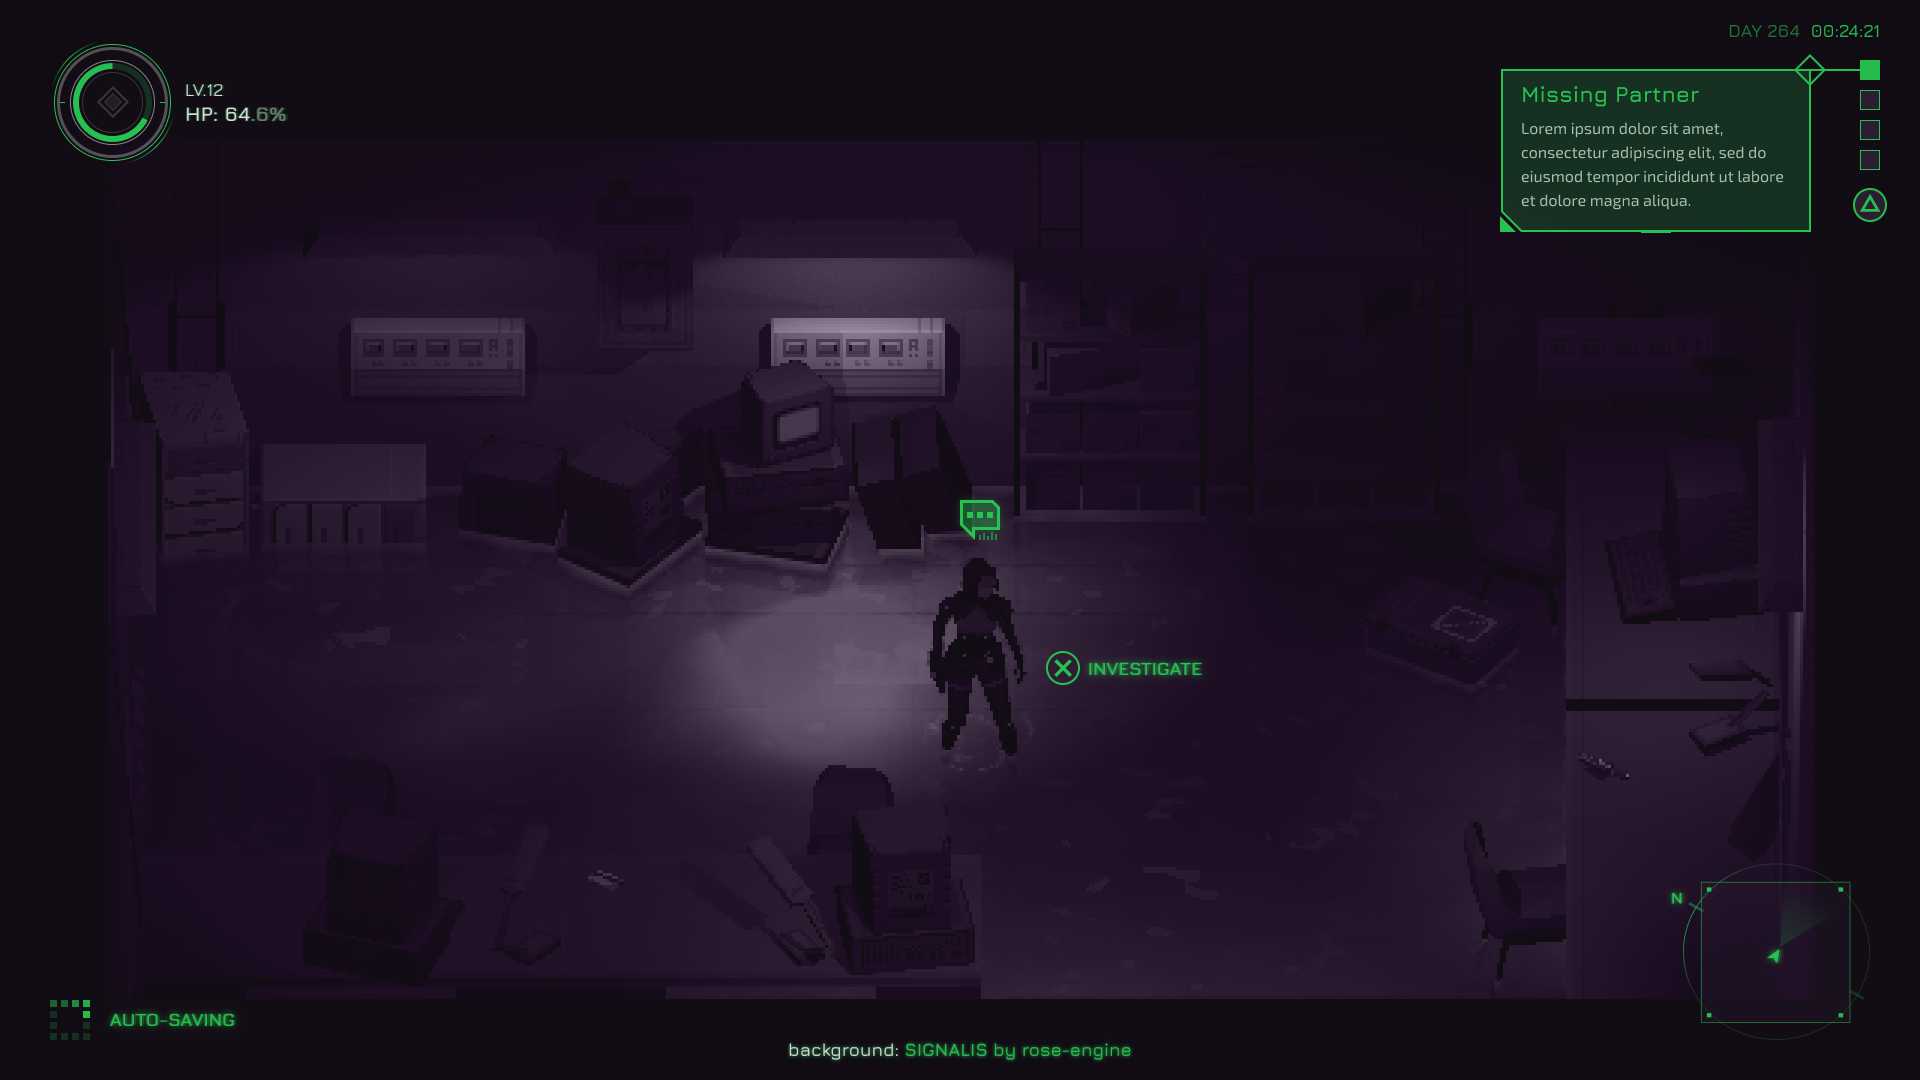 DAY 264 00:24:21
LV.12
HP: 64.6%
Missing Partner
Lorem ipsum dolor sit amet,
consectetur adipiscing elit, sed do
eiusmod tempor incididunt ut labore
et dolore magna aliqua.
INVESTIGATE
N
AUTO-SAVING
background: SIGNALIS by rose-engine